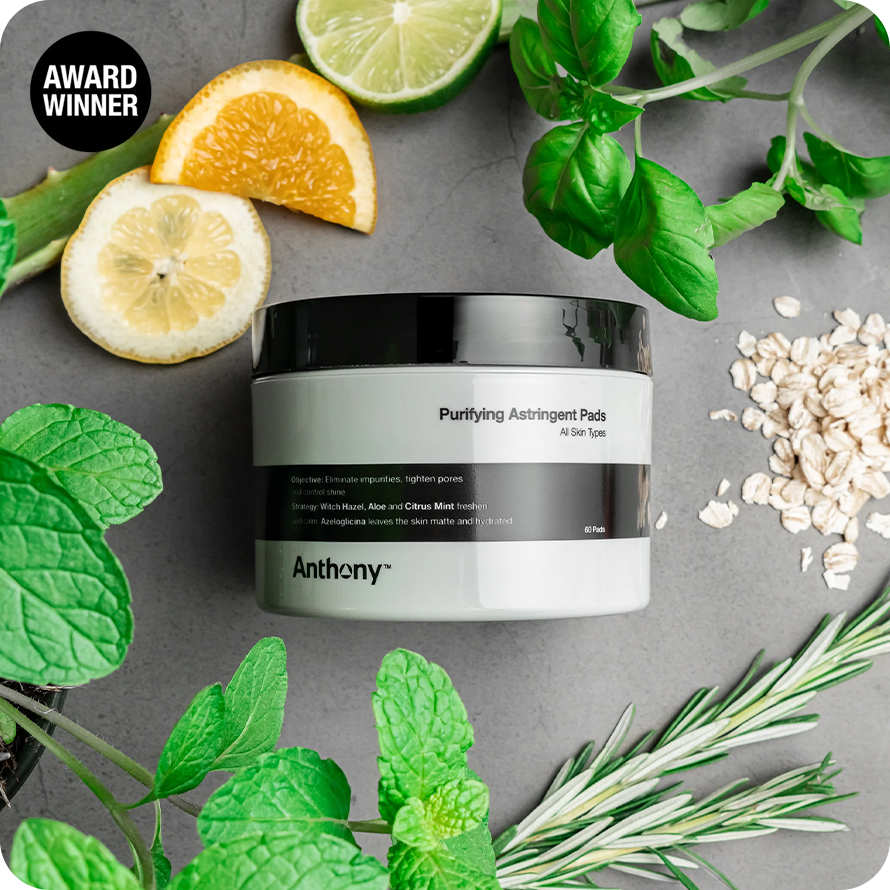 AWARD
WINNER
Purifying Astringent Pads
All Skin Types
Objective: Eliminate impurities, tighten pores
and control shine.
Strategy: Witch Hazel, Aloe and Citrus Mint freshen
and calm. Azeloglicina leaves the skin matte and hydrated
60 Pads
Anthony™